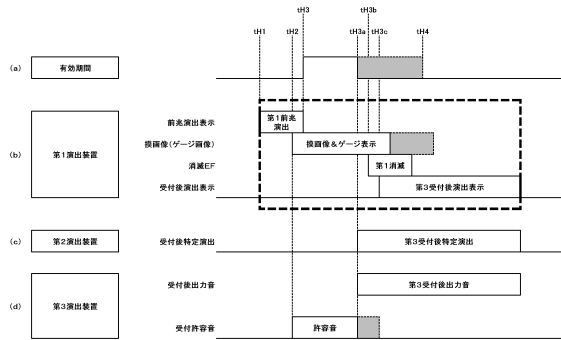 tH3 tH3b
tH1 tH2 tH3a tH3c tH4
(a) 有効期間
(b) 第1演出装置
前兆演出表示 第1前兆
演出
操画像(ゲージ画像) 操画像&ゲージ表示
消滅EF 第1消滅
受付後演出表示 第3受付後演出表示
(c) 第2演出装置 受付後特定演出 第3受付後特定演出
(d) 第3演出装置
受付後出力音 第3受付後出力音
受付許容音 許容音